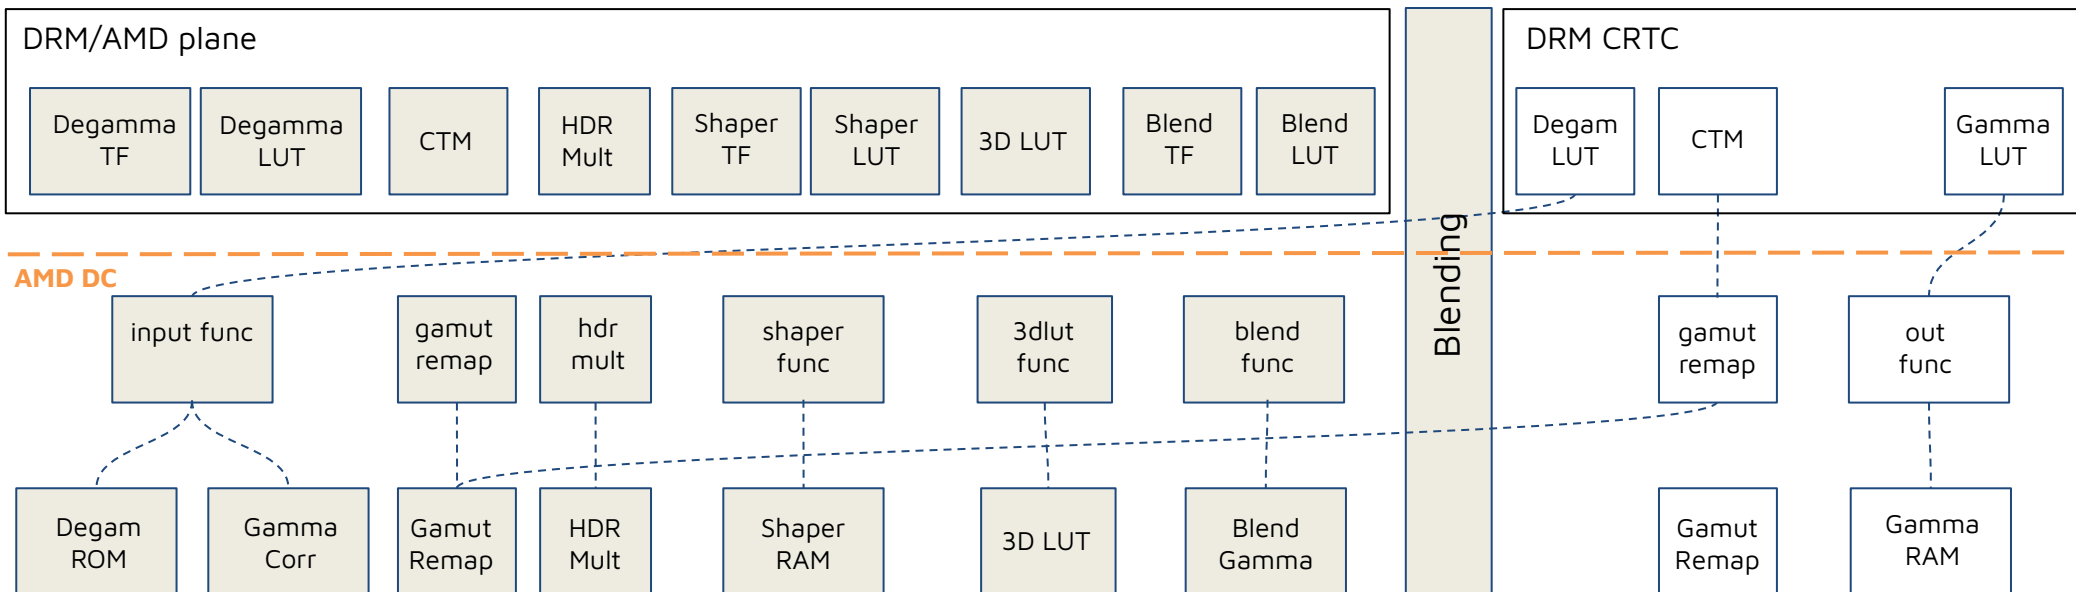 DRM/AMD plane
Degamma
TF
Degamma
LUT
CTM
HDR
Mult
Shaper
TF
Shaper
LUT
3D LUT
Blend
TF
Blend
LUT
Blending
DRM CRTC
Degam
LUT
CTM
Gamma
LUT
AMD DC
input func
gamut
remap
hdr
mult
shaper
func
3dlut
func
blend
func
gamut
remap
out
func
Degam
ROM
Gamma
Corr
Gamut
Remap
HDR
Mult
Shaper
RAM
3D LUT
Blend
Gamma
Gamut
Remap
Gamma
RAM